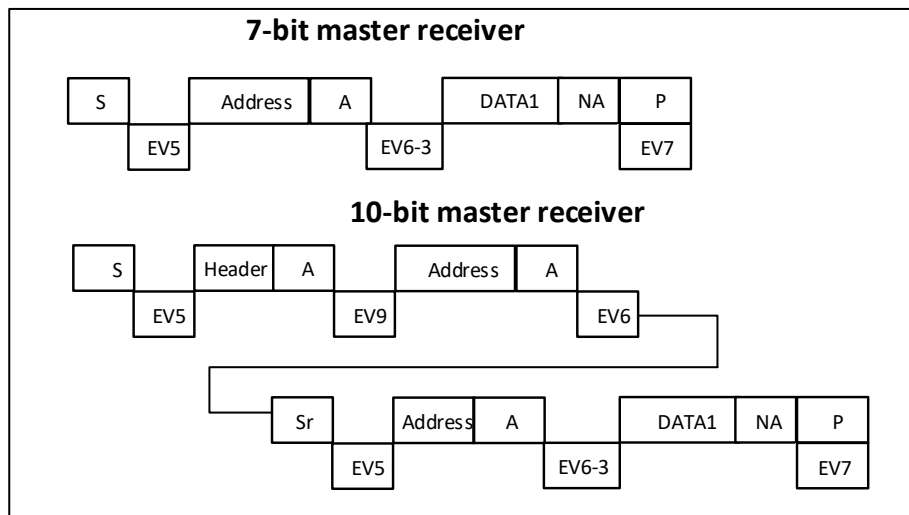 7-bit master receiver
S Address A DATA1 NA P
EV5 EV6-3 EV7
10-bit master receiver
S Header A Address A
EV5 EV9 EV6
Sr Address A DATA1 NA P
EV5 EV6-3 EV7